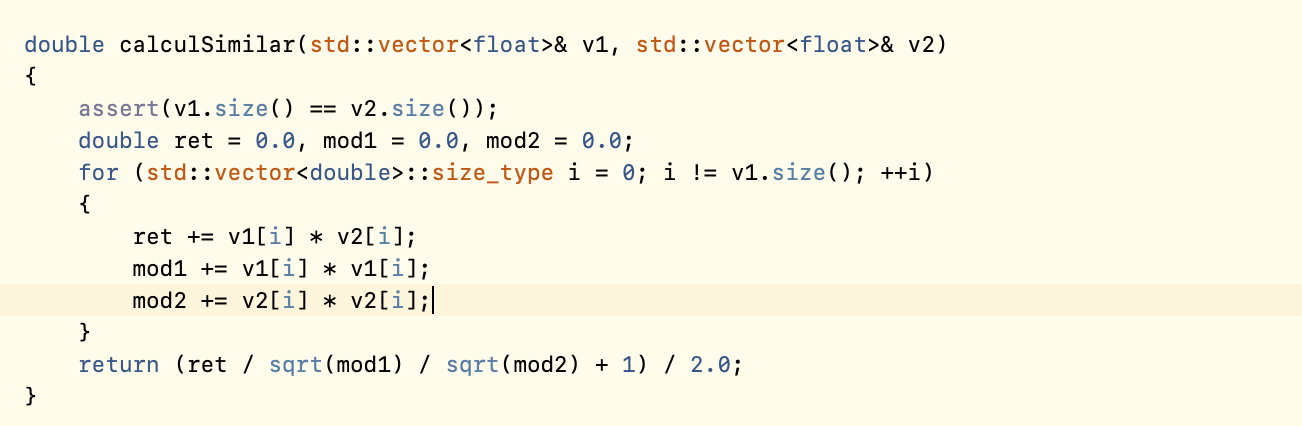 double calculSimilar(std::vector<float>& v1, std::vector<float>& v2)
{
    assert(v1.size() == v2.size());
    double ret = 0.0, mod1 = 0.0, mod2 = 0.0;
    for (std::vector<double>::size_type i = 0; i != v1.size(); ++i)
    {
        ret += v1[i] * v2[i];
        mod1 += v1[i] * v1[i];
        mod2 += v2[i] * v2[i];
    }
    return (ret / sqrt(mod1) / sqrt(mod2) + 1) / 2.0;
}